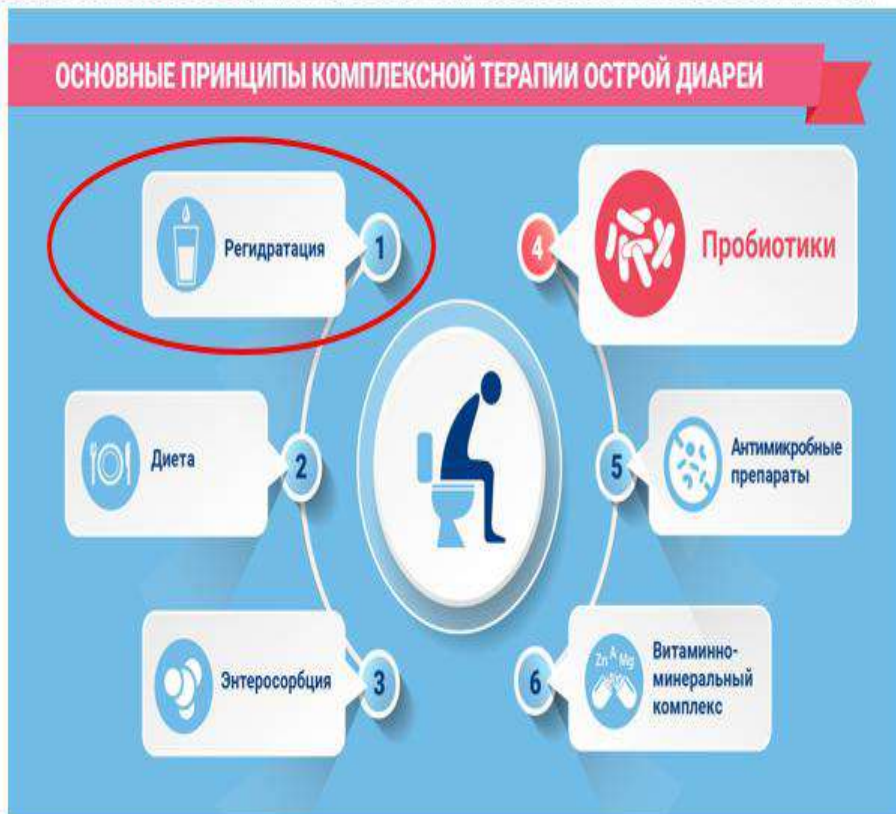 ОСНОВНЫЕ ПРИНЦИПЫ КОМПЛЕКСНОЙ ТЕРАПИИ ОСТРОЙ ДИАРЕИ
Регидратация
1
Диета
2
Энтеросорбция
3
4
Пробиотики
5
Антимикробные
препараты
6
Zn A Mg
Витаминно-
минеральный
комплекс